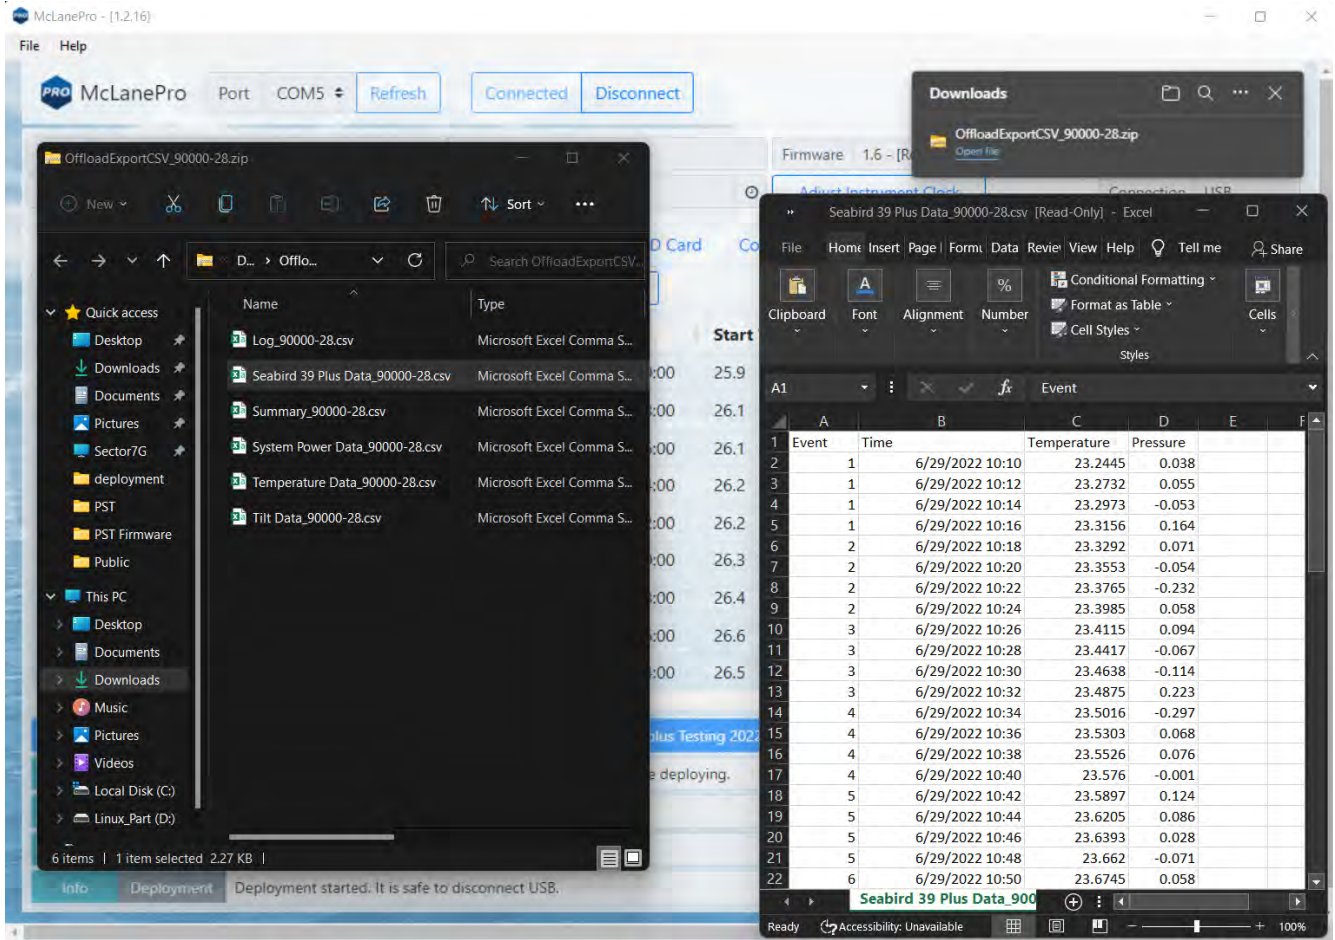 McLanePro - [1.2.16]
File Help
PRO McLanePro Port COM5 Refresh Connected Disconnect
Downloads
OffloadExportCSV_90000-28.zip
Open file
Firmware 1.6 - [R
Adjust Instrument Clock
Connection USB
D Card Co
Start
:00 25.9
:00 26.1
:00 26.1
:00 26.2
:00 26.2
:00 26.3
:00 26.4
:00 26.6
:00 26.5
plus Testing 2022
e deploying.
Info Deployment Deployment started. It is safe to disconnect USB.
OffloadExportCSV_90000-28.zip
New Sort
D... > Offlo... Search OffloadExportCSV...
Name Type
Quick access
Desktop
Downloads
Documents
Pictures
Sector7G
deployment
PST
PST Firmware
Public
This PC
Desktop
Documents
Downloads
Music
Pictures
Videos
Local Disk (C:)
Linux_Part (D:)
Log_90000-28.csv Microsoft Excel Comma S...
Seabird 39 Plus Data_90000-28.csv Microsoft Excel Comma S...
Summary_90000-28.csv Microsoft Excel Comma S...
System Power Data_90000-28.csv Microsoft Excel Comma S...
Temperature Data_90000-28.csv Microsoft Excel Comma S...
Tilt Data_90000-28.csv Microsoft Excel Comma S...
6 items | 1 item selected 2.27 KB |
Seabird 39 Plus Data_90000-28.csv [Read-Only] - Excel
File Home Insert Page l Formu Data Review View Help Tell me Share
Clipboard Font Alignment Number
Conditional Formatting
Format as Table
Cell Styles
Styles
Cells
A1 fx Event
A B C D E F
1 Event Time Temperature Pressure
2 1 6/29/2022 10:10 23.2445 0.038
3 1 6/29/2022 10:12 23.2732 0.055
4 1 6/29/2022 10:14 23.2973 -0.053
5 1 6/29/2022 10:16 23.3156 0.164
6 2 6/29/2022 10:18 23.3292 0.071
7 2 6/29/2022 10:20 23.3553 -0.054
8 2 6/29/2022 10:22 23.3765 -0.232
9 2 6/29/2022 10:24 23.3985 0.058
10 3 6/29/2022 10:26 23.4115 0.094
11 3 6/29/2022 10:28 23.4417 -0.067
12 3 6/29/2022 10:30 23.4638 -0.114
13 3 6/29/2022 10:32 23.4875 0.223
14 4 6/29/2022 10:34 23.5016 -0.297
15 4 6/29/2022 10:36 23.5303 0.068
16 4 6/29/2022 10:38 23.5526 0.076
17 4 6/29/2022 10:40 23.576 -0.001
18 5 6/29/2022 10:42 23.5897 0.124
19 5 6/29/2022 10:44 23.6205 0.086
20 5 6/29/2022 10:46 23.6393 0.028
21 5 6/29/2022 10:48 23.662 -0.071
22 6 6/29/2022 10:50 23.6745 0.058
Seabird 39 Plus Data_900
Ready Accessibility: Unavailable 100%